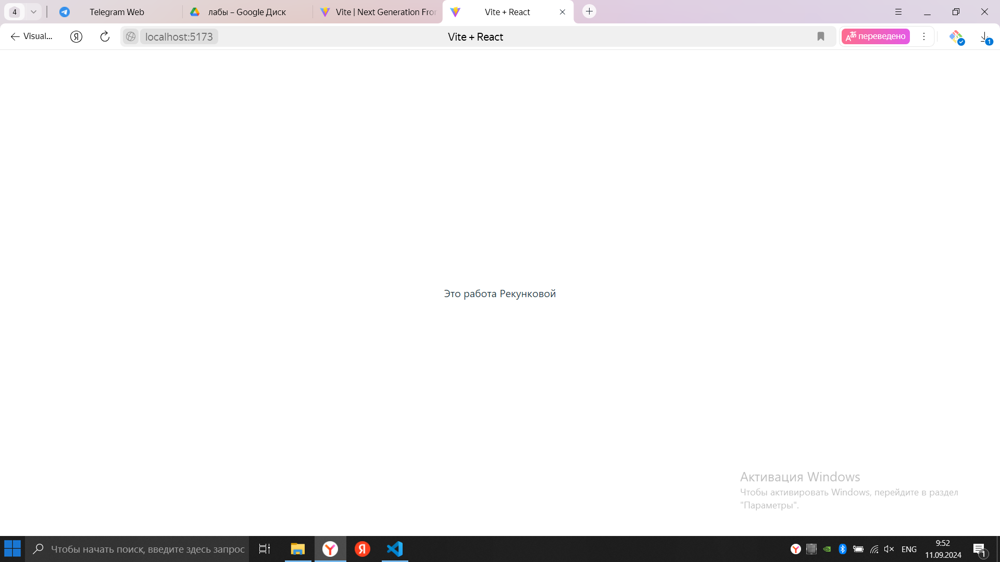 4
Telegram Web
лабы – Google Диск
Vite | Next Generation Fro
Vite + React
Visual...
Я
localhost:5173
Vite + React
переведено
1
Это работа Рекунковой
Активация Windows
Чтобы активировать Windows, перейдите в раздел
"Параметры".
Чтобы начать поиск, введите здесь запрос
Я
ENG
9:52
11.09.2024
1